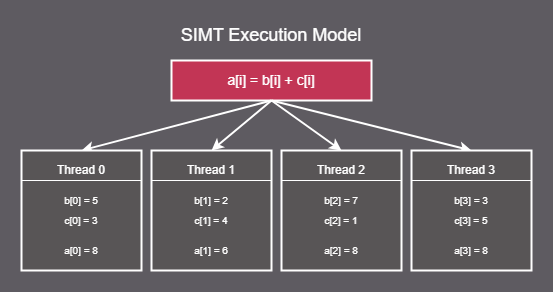 SIMT Execution Model
a[i] = b[i] + c[i]
Thread 0
b[0] = 5
c[0] = 3
a[0] = 8
Thread 1
b[1] = 2
c[1] = 4
a[1] = 6
Thread 2
b[2] = 7
c[2] = 1
a[2] = 8
Thread 3
b[3] = 3
c[3] = 5
a[3] = 8